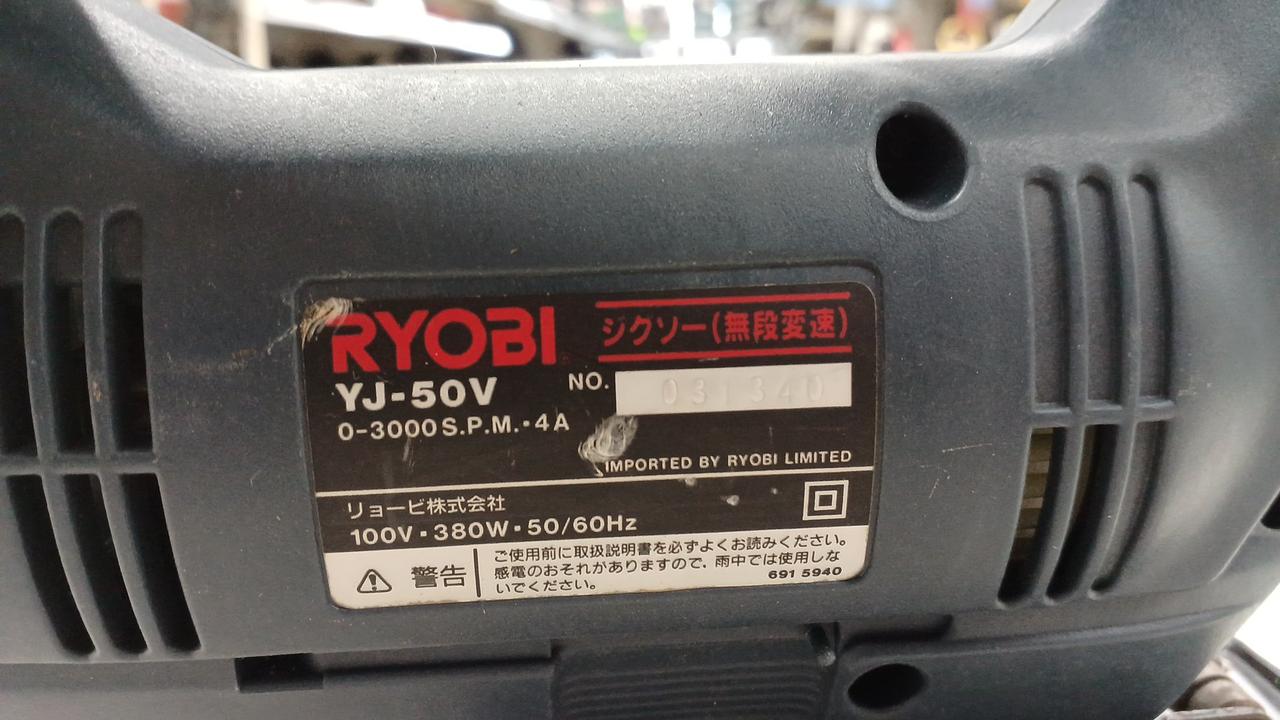 RYOBI
ジグソー(無段変速)
YJ-50V
NO. 031340
0-3000 S.P.M.・4A
IMPORTED BY RYOBI LIMITED
リョービ株式会社
100V・380W・50/60Hz
警告
ご使用前に取扱説明書を必ずよくお読みください。
感電のおそれがありますので、雨中では使用しな
いでください。
691 5940